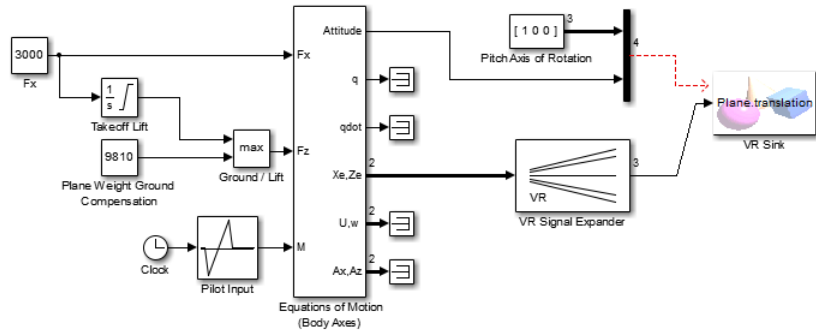 3000
Fx
1
s
Takeoff Lift
9810
Plane Weight Ground
Compensation
max
Ground / Lift
Clock
Pilot Input
Fx
Fz
M
Attitude
q
qdot
Xe,Ze
U,w
Ax,Az
Equations of Motion
(Body Axes)
2
2
2
[ 1 0 0 ]
3
Pitch Axis of Rotation
4
VR
VR Signal Expander
3
Plane.translation
VR Sink